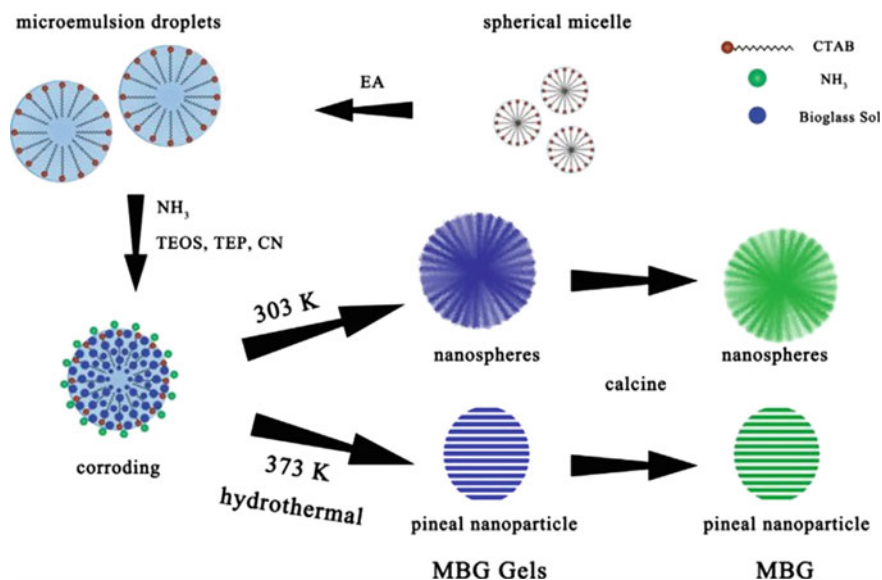 microemulsion droplets
spherical micelle
CTAB
NH₃
Bioglass Sol
EA
NH₃
TEOS, TEP, CN
303 K
nanospheres
nanospheres
calcine
corroding
373 K
hydrothermal
pineal nanoparticle
pineal nanoparticle
MBG Gels
MBG